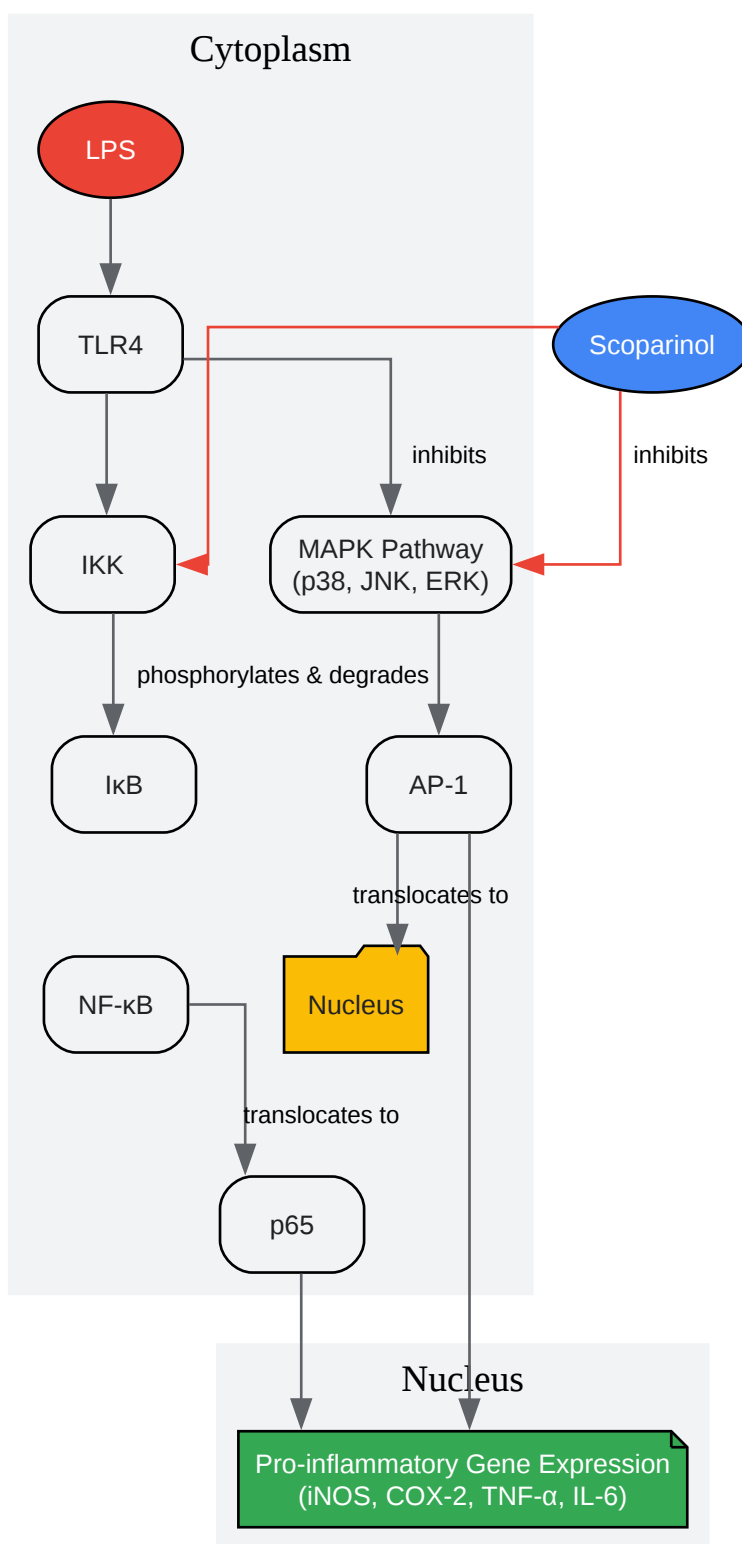 Cytoplasm
LPS
TLR4
Scoparinol
inhibits
inhibits
IKK
MAPK Pathway
(p38, JNK, ERK)
phosphorylates & degrades
IκB
AP-1
translocates to
NF-κB
Nucleus
translocates to
p65
Nucleus
Pro-inflammatory Gene Expression
(iNOS, COX-2, TNF-α, IL-6)